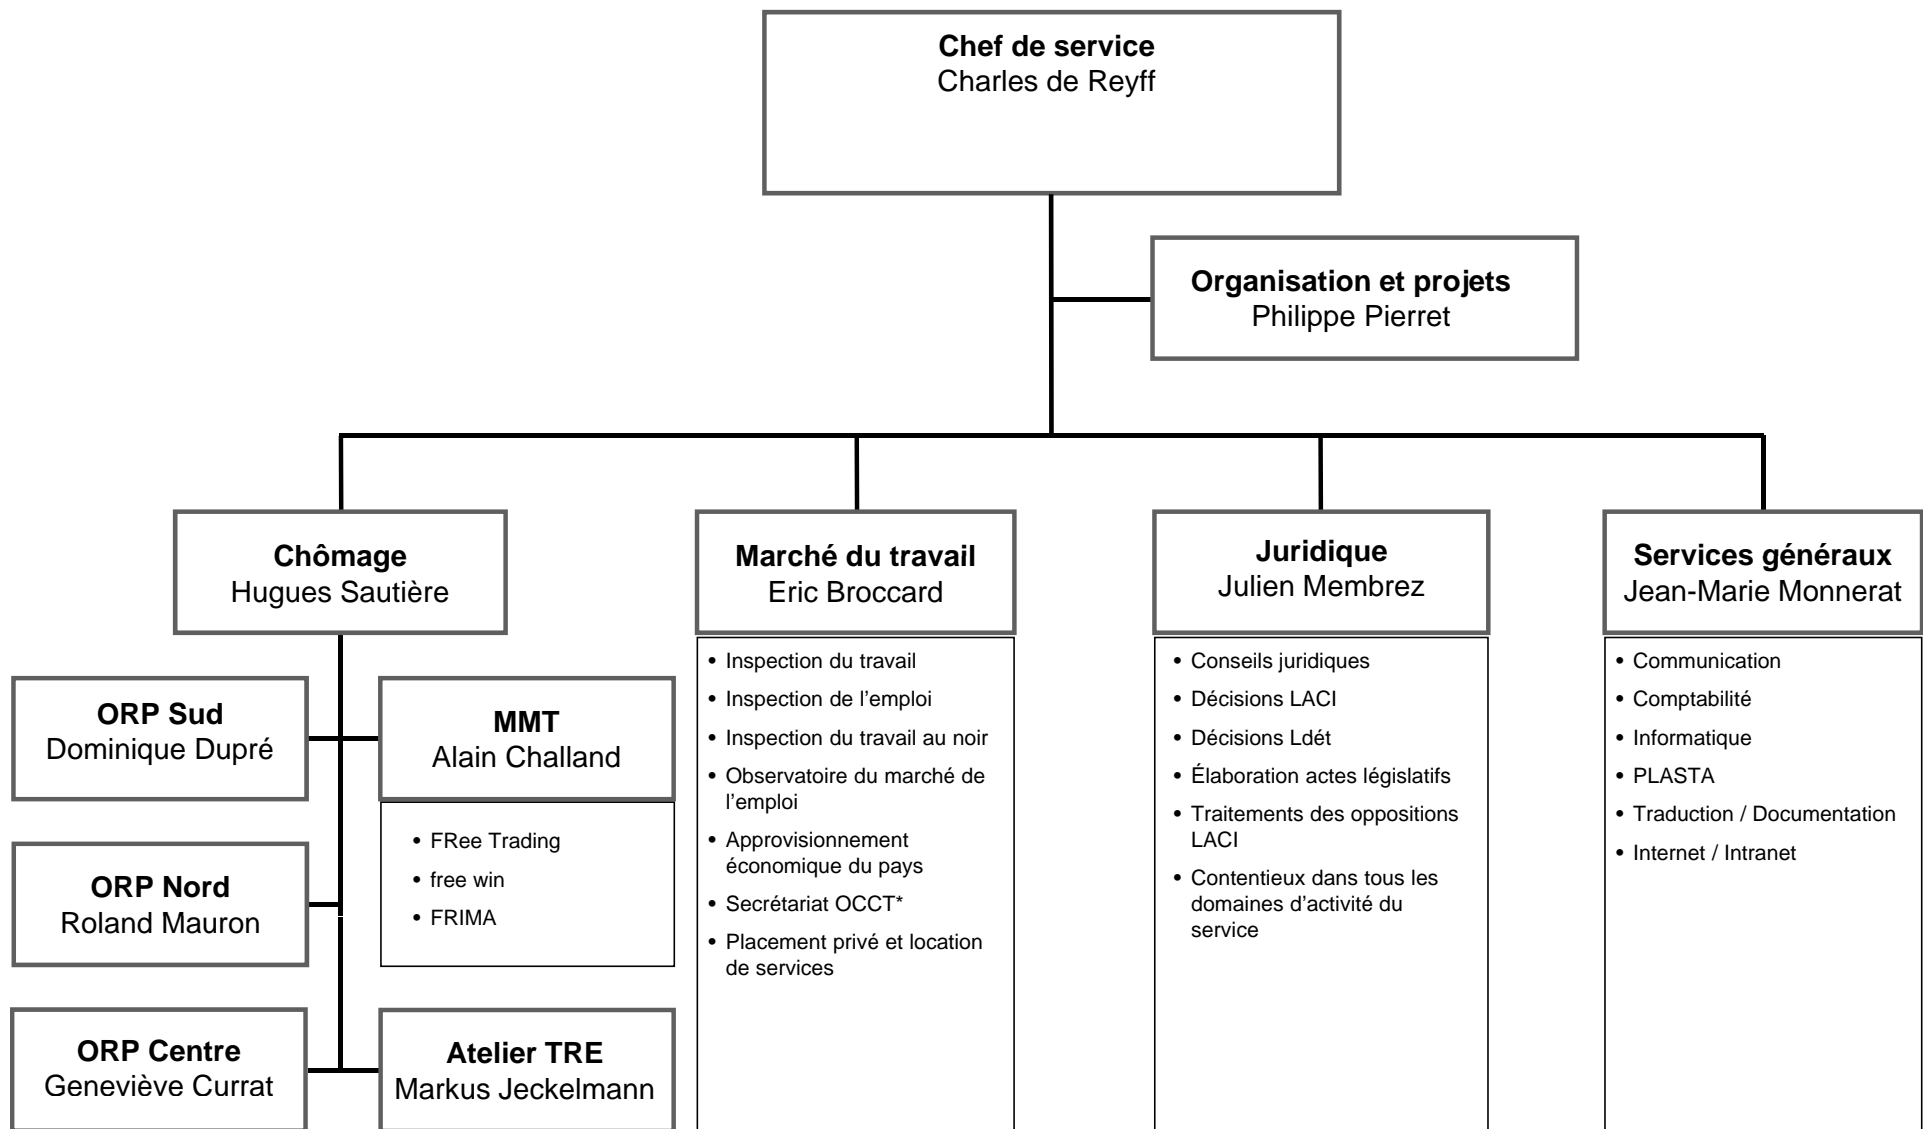 Chef de service
Charles de Reyff
Organisation et projets
Philippe Pierret
Chômage
Hugues Sautière
Marché du travail
Eric Broccard
Juridique
Julien Membrez
Services généraux
Jean-Marie Monnerat
ORP Sud
Dominique Dupré
MMT
Alain Challand
• FRee Trading
• free win
• FRIMA
ORP Nord
Roland Mauron
ORP Centre
Geneviève Currat
Atelier TRE
Markus Jeckelmann
• Inspection du travail
• Inspection de l’emploi
• Inspection du travail au noir
• Observatoire du marché de
l’emploi
• Approvisionnement
économique du pays
• Secrétariat OCCT*
• Placement privé et location
de services
• Conseils juridiques
• Décisions LACI
• Décisions Ldét
• Élaboration actes législatifs
• Traitements des oppositions
LACI
• Contentieux dans tous les
domaines d’activité du
service
• Communication
• Comptabilité
• Informatique
• PLASTA
• Traduction / Documentation
• Internet / Intranet